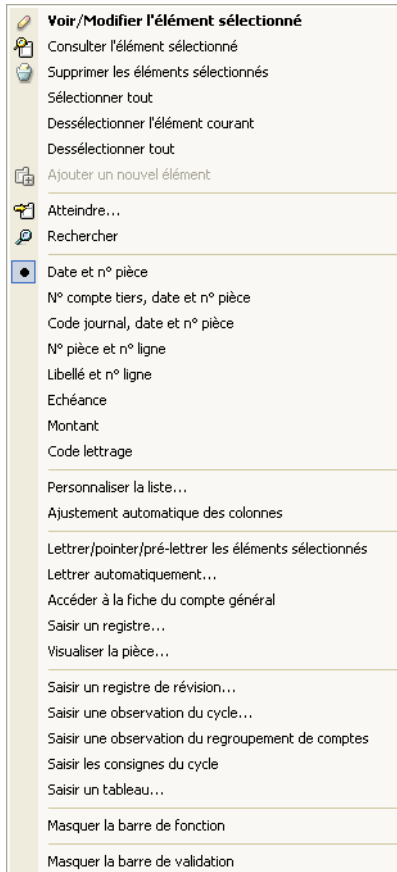 Voir/Modifier l'élément sélectionné
Consulter l'élément sélectionné
Supprimer les éléments sélectionnés
Sélectionner tout
Dessélectionner l'élément courant
Dessélectionner tout
Ajouter un nouvel élément
Atteindre...
Rechercher
Date et n° pièce
N° compte tiers, date et n° pièce
Code journal, date et n° pièce
N° pièce et n° ligne
Libellé et n° ligne
Echéance
Montant
Code lettrage
Personnaliser la liste...
Ajustement automatique des colonnes
Lettrer/pointer/pré-lettrer les éléments sélectionnés
Lettrer automatiquement...
Accéder à la fiche du compte général
Saisir un registre...
Visualiser la pièce...
Saisir un registre de révision...
Saisir une observation du cycle...
Saisir une observation du regroupement de comptes
Saisir les consignes du cycle
Saisir un tableau...
Masquer la barre de fonction
Masquer la barre de validation